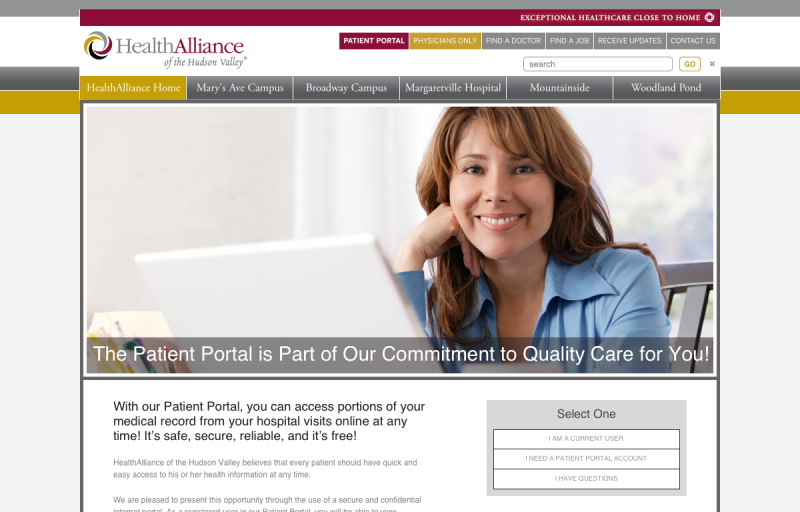 EXCEPTIONAL HEALTHCARE CLOSE TO HOME
HealthAlliance
of the Hudson Valley®
PATIENT PORTAL PHYSICIANS ONLY FIND A DOCTOR FIND A JOB RECEIVE UPDATES CONTACT US
search GO ×
HealthAlliance Home Mary's Ave Campus Broadway Campus Margaretville Hospital Mountainside Woodland Pond
The Patient Portal is Part of Our Commitment to Quality Care for You!
With our Patient Portal, you can access portions of your
medical record from your hospital visits online at any
time! It's safe, secure, reliable, and it's free!
HealthAlliance of the Hudson Valley believes that every patient should have quick and
easy access to his or her health information at any time.
We are pleased to present this opportunity through the use of a secure and confidential
internet portal. As a registered user in our Patient Portal, you will be able to view
Select One
I AM A CURRENT USER
I NEED A PATIENT PORTAL ACCOUNT
I HAVE QUESTIONS